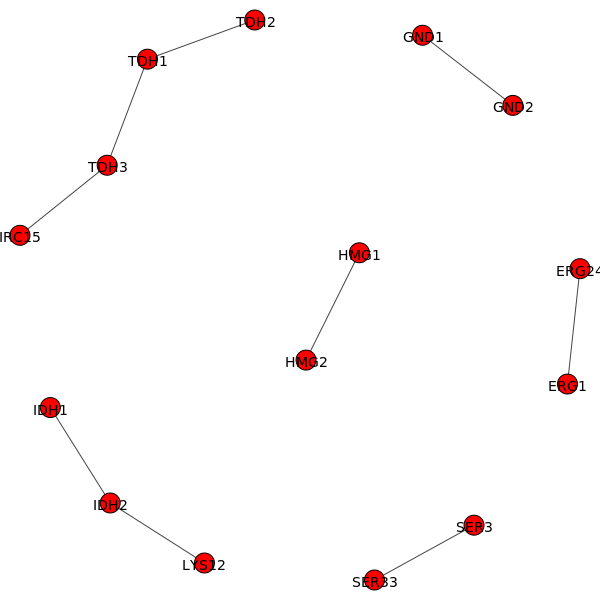 TDH2
GND1
TDH1
GND2
TDH3
IRC15
HMG1
ERG24
HMG2
ERG1
IDH1
IDH2
SER3
LYS12
SER33